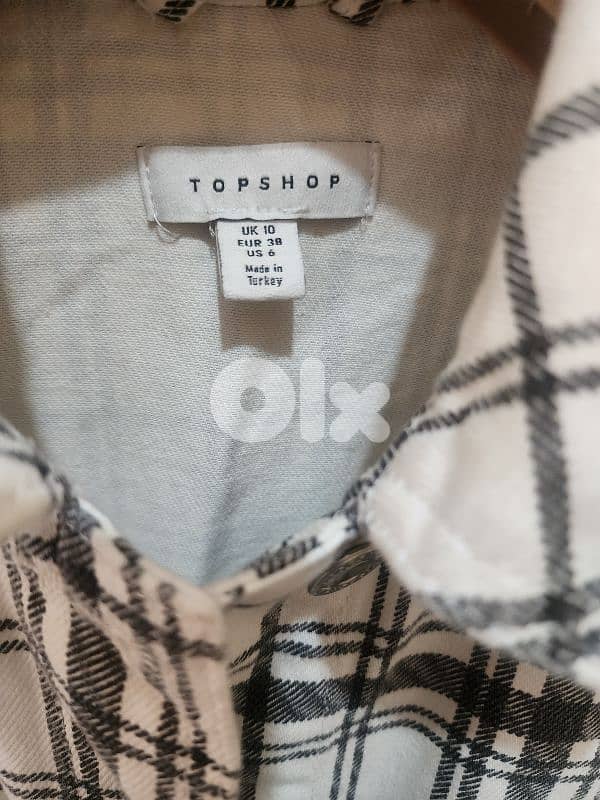 TOPSHOP
UK 10
EUR 38
US 6
Made in
Turkey
Olx